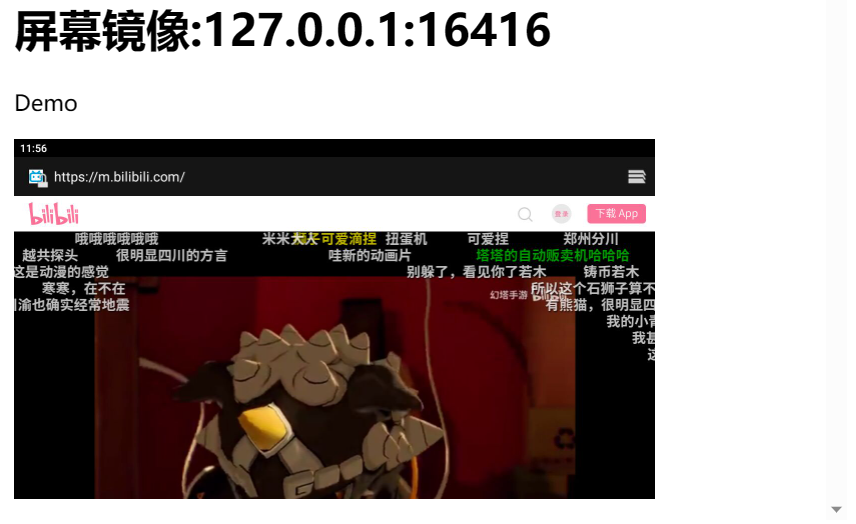 屏幕镜像:127.0.0.1:16416
Demo
11:56
https://m.bilibili.com/
bilibili 登录 下载 App
哦哦哦哦哦哦 米米 可爱滴捏 扭蛋机 可爱捏 郑州分川
越共探头 很明显四川的方言 哇新的动画片 塔塔的自动贩卖机哈哈哈
这是动漫的感觉 别躲了，看见你了若木 铸币若木
寒寒，在不在 所以这个石狮子算不
川渝也确实经常地震 幻塔手游 bilibili 有熊猫，很明显四
我的小青
我甚
这
GOOD